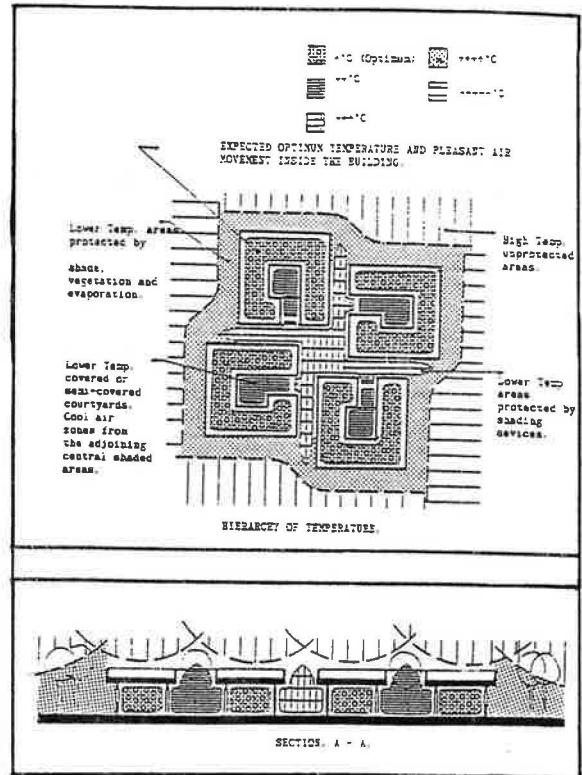 +°C (Optimum)
++++°C
++°C
+++++°C
+++°C
EXPECTED OPTIMUM TEMPERATURE AND PLEASANT AIR
MOVEMENT INSIDE THE BUILDING.
Lower Temp. areas
protected by
shade,
vegetation and
evaporation.
High Temp.
unprotected
areas.
Lower Temp.
covered or
semi-covered
courtyards.
Cool air
zones from
the adjoining
central shaded
areas.
Lower Temp
areas
protected by
shading
devices.
HIERARCHY OF TEMPERATURE.
SECTION. A - A.